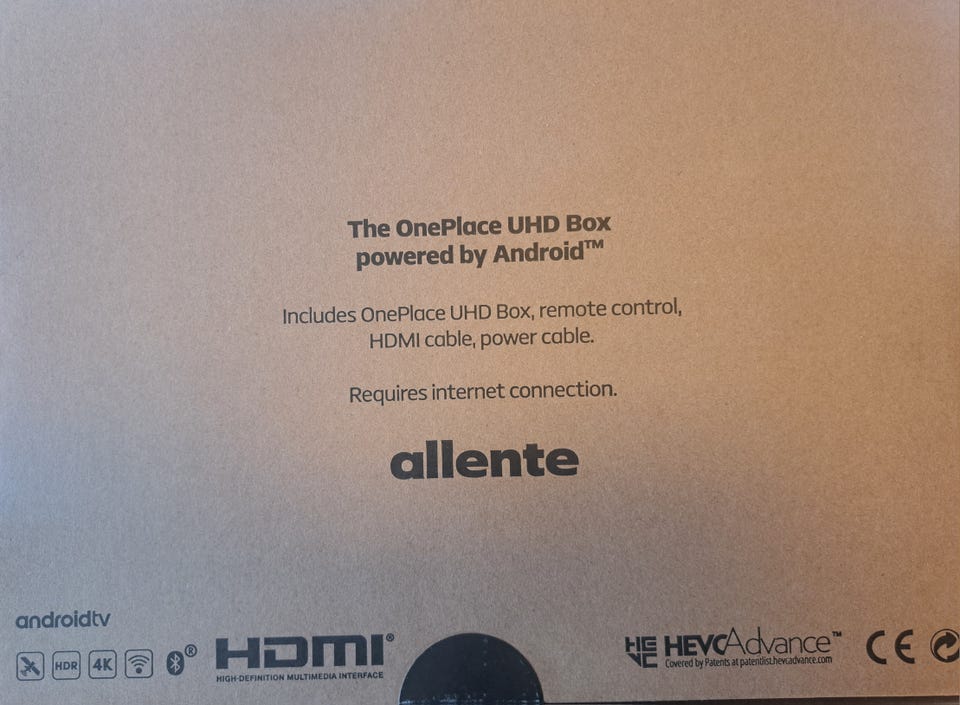 The OnePlace UHD Box
powered by Android™
Includes OnePlace UHD Box, remote control,
HDMI cable, power cable.
Requires internet connection.
allente
androidtv
HDR 4K ® HDMI®
HIGH-DEFINITION MULTIMEDIA INTERFACE
HEVC HEVCAdvance™
Covered by Patents at patentlist.hevcadvance.com
CE